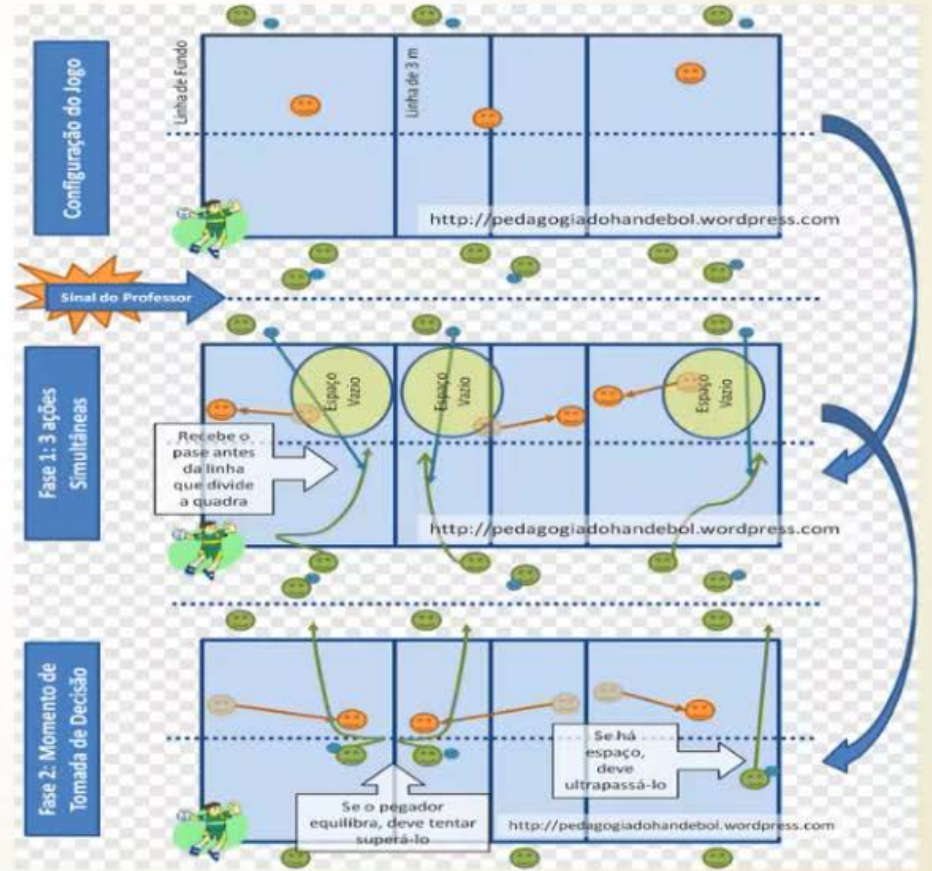 Configuração do Jogo
Linha de Fundo
Linha de 3 m
http://pedagogiadohandebol.wordpress.com
Sinal do Professor
Fase 1: 3 ações
Simultâneas
Espaço
Vazio
Espaço
Vazio
Espaço
Vazio
Recebe o
pase antes
da linha
que divide
a quadra
http://pedagogiadohandebol.wordpress.com
Fase 2: Momento de
Tomada de Decisão
Se há
espaço,
deve
ultrapassá-lo
Se o pegador
equilibra, deve tentar
superá-lo
http://pedagogiadohandebol.wordpress.com